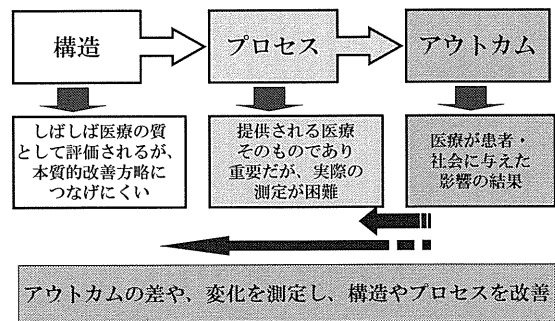 構造
プロセス
アウトカム
しばしば医療の質
として評価されるが、
本質的改善方略に
つなげにくい
提供される医療
そのものであり
重要だが、実際の
測定が困難
医療が患者・
社会に与えた
影響の結果
アウトカムの差や、変化を測定し、構造やプロセスを改善